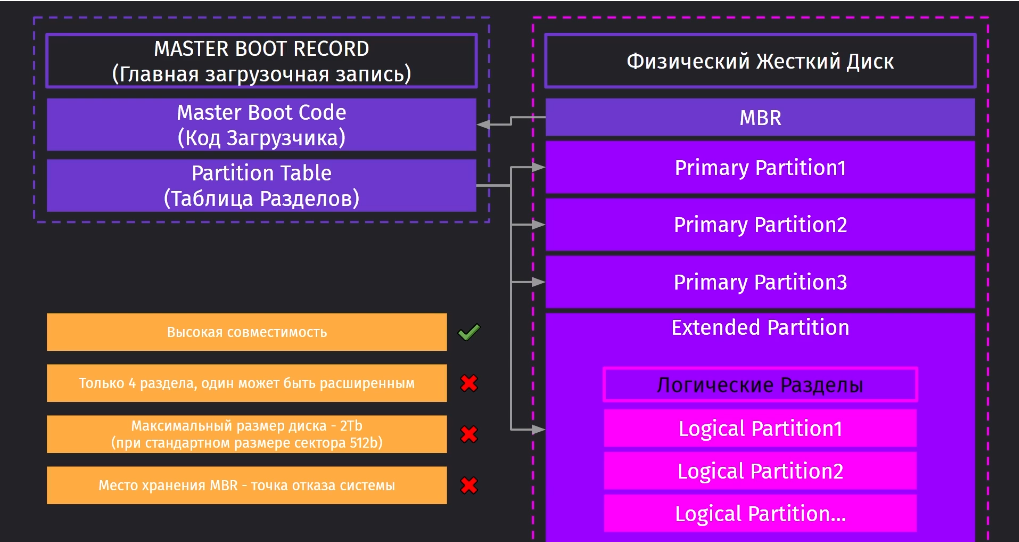 MASTER BOOT RECORD
(Главная загрузочная запись)
Master Boot Code
(Код Загрузчика)
Partition Table
(Таблица Разделов)
Высокая совместимость
Только 4 раздела, один может быть расширенным
Максимальный размер диска - 2Tb
(при стандартном размере сектора 512b)
Место хранения MBR - точка отказа системы
Физический Жесткий Диск
MBR
Primary Partition1
Primary Partition2
Primary Partition3
Extended Partition
Логические Разделы
Logical Partition1
Logical Partition2
Logical Partition...